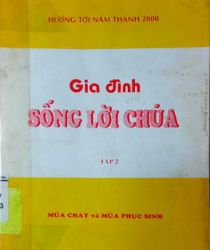 HƯỚNG TỚI NĂM THÁNH 2000
Gia đình
SỐNG LỜI CHÚA
TẬP 2
MÙA CHAY và MÙA PHỤC SINH